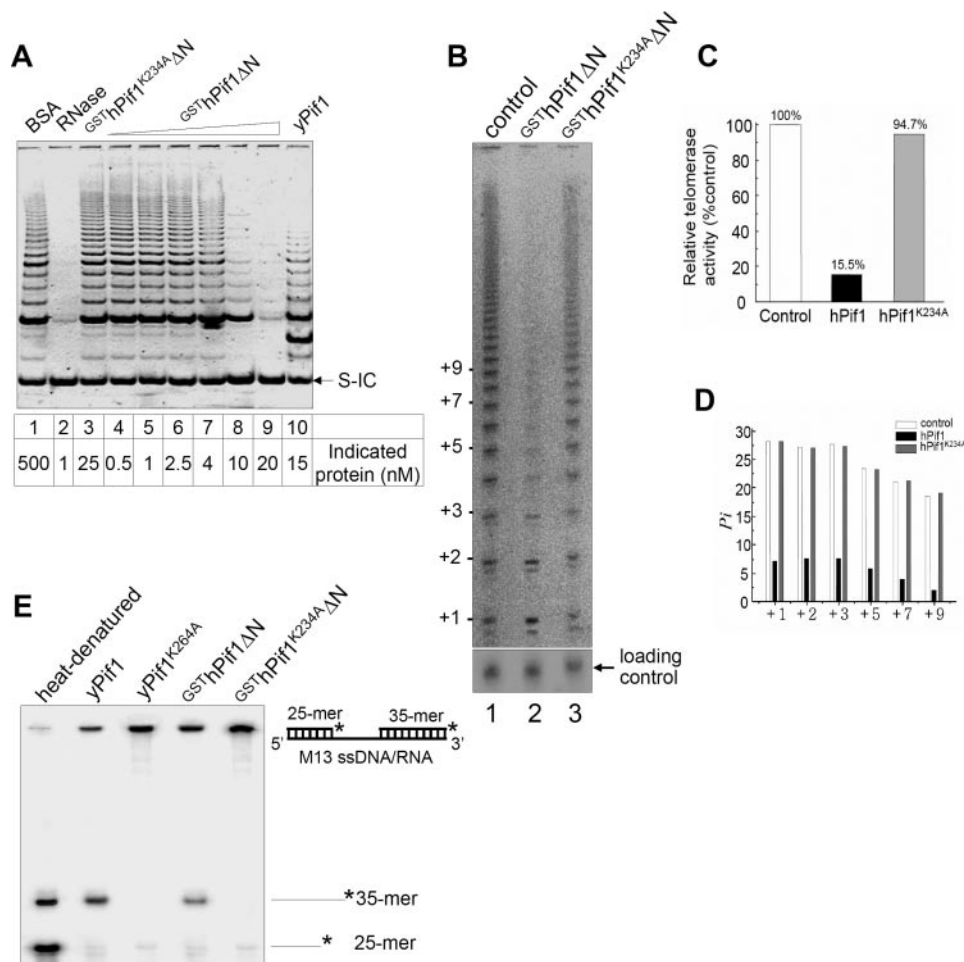 A
BSA
RNase
GSThPif1K234AΔN
GSThPif1ΔN
yPif1
S-IC
1 2 3 4 5 6 7 8 9 10
500 1 25 0.5 1 2.5 4 10 20 15 Indicated protein (nM)
B
control
GSThPif1ΔN
GSThPif1K234AΔN
+9
+7
+5
+3
+2
+1
loading control
1 2 3
C
Relative telomerase activity (%control)
100
80
60
40
20
0
100%
15.5%
94.7%
Control hPif1 hPif1K234A
D
control
hPif1
hPif1K234A
Pi
30
25
20
15
10
5
0
+1 +2 +3 +5 +7 +9
E
heat-denatured
yPif1
yPif1K264A
GSThPif1ΔN
GSThPif1K234AΔN
25-mer 35-mer
* *
5' 3'
M13 ssDNA/RNA
*35-mer
* 25-mer